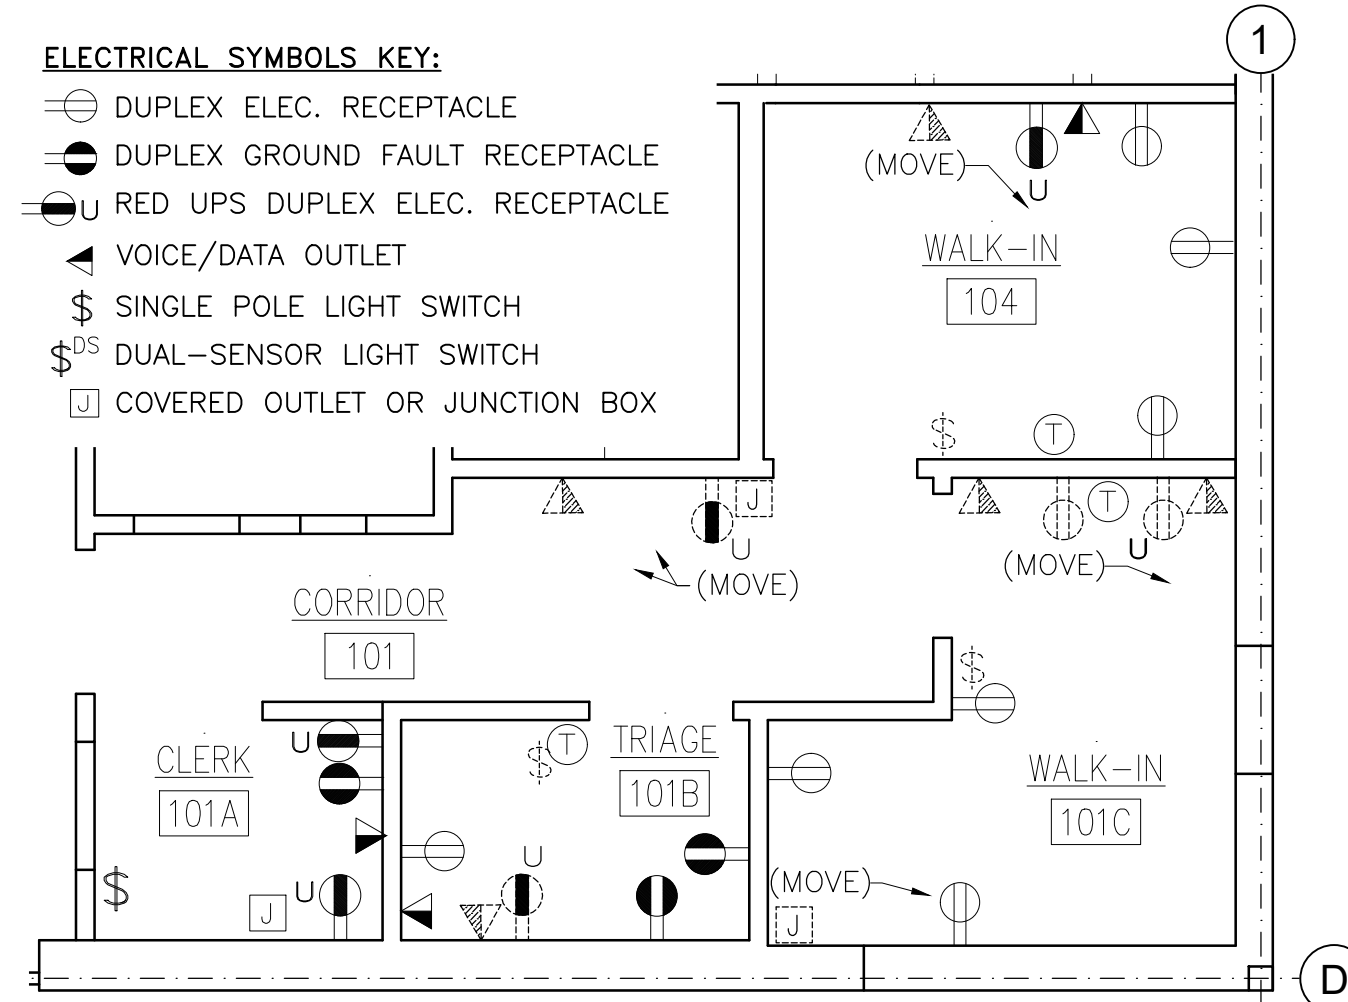 1
ELECTRICAL SYMBOLS KEY:
DUPLEX ELEC. RECEPTACLE
DUPLEX GROUND FAULT RECEPTACLE
U RED UPS DUPLEX ELEC. RECEPTACLE
VOICE/DATA OUTLET
$ SINGLE POLE LIGHT SWITCH
$DS DUAL-SENSOR LIGHT SWITCH
J COVERED OUTLET OR JUNCTION BOX
(MOVE)
U
WALK-IN
104
$ T
J
T
U
U
(MOVE)
(MOVE)
CORRIDOR
101
$
U
CLERK
101A
$ T
TRIAGE
101B
WALK-IN
101C
U
$
U
J
(MOVE)
J
D